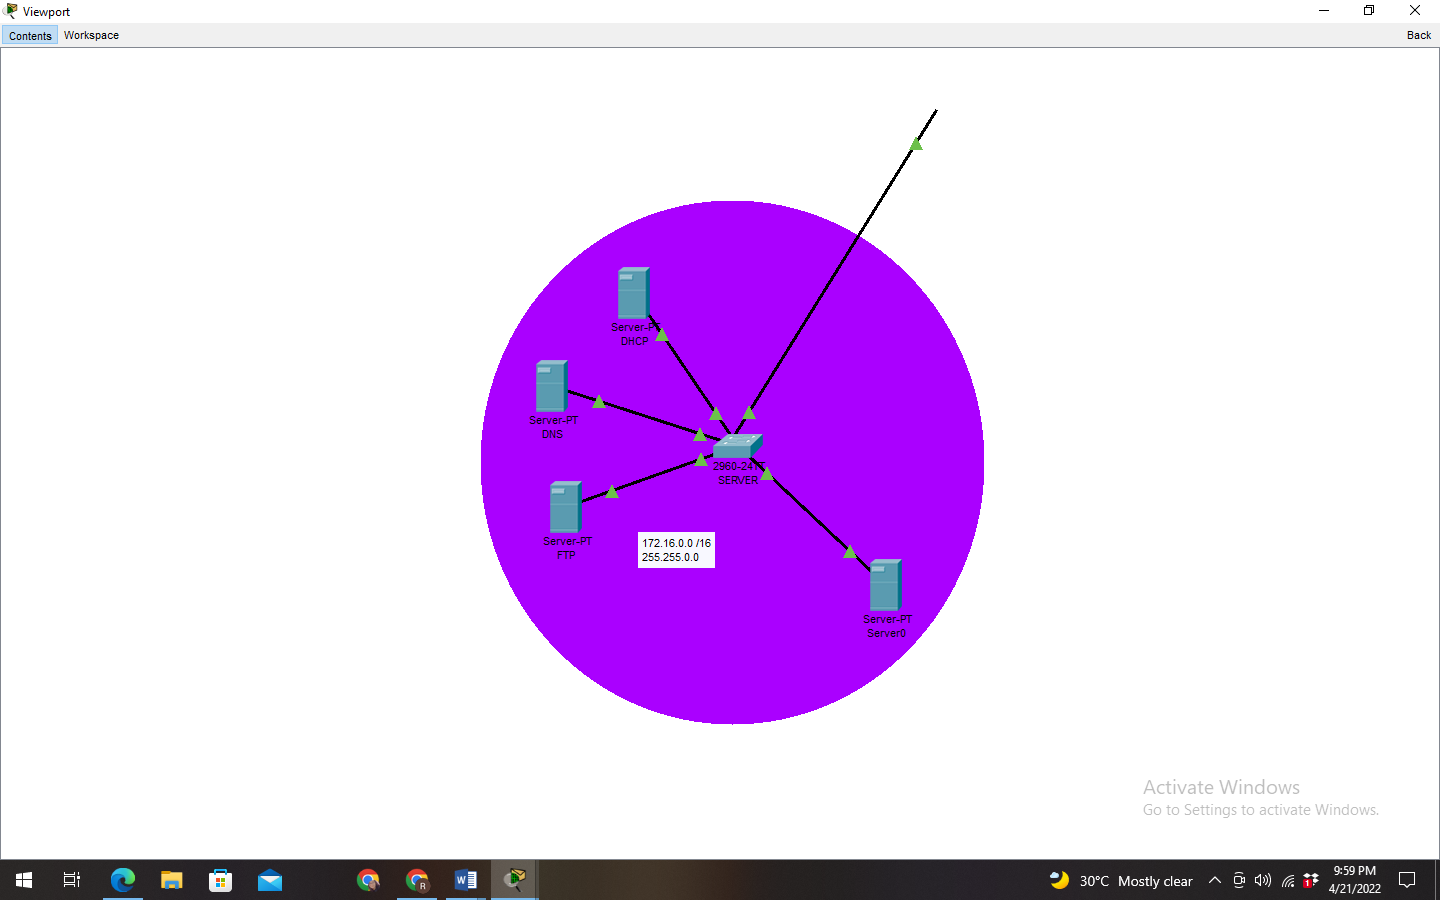 Viewport
Contents Workspace Back
Server-PT
DHCP
Server-PT
DNS
2960-24TT
SERVER
Server-PT
FTP
172.16.0.0 /16
255.255.0.0
Server-PT
Server0
Activate Windows
Go to Settings to activate Windows.
R
W
30°C Mostly clear
1
9:59 PM
4/21/2022